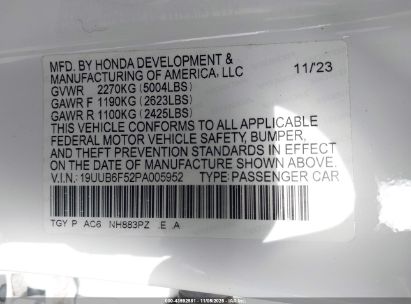 MFD. BY HONDA DEVELOPMENT &
MANUFACTURING OF AMERICA, LLC 11/23
GVWR 2270KG (5004LBS)
GAWR F 1190KG (2623LBS)
GAWR R 1100KG (2425LBS)
THIS VEHICLE CONFORMS TO ALL APPLICABLE
FEDERAL MOTOR VEHICLE SAFETY, BUMPER,
AND THEFT PREVENTION STANDARDS IN EFFECT
ON THE DATE OF MANUFACTURE SHOWN ABOVE.
V.I.N. 19UUB6F52PA005952 TYPE: PASSENGER CAR
TGY P AC6 NH883PZ .E .A